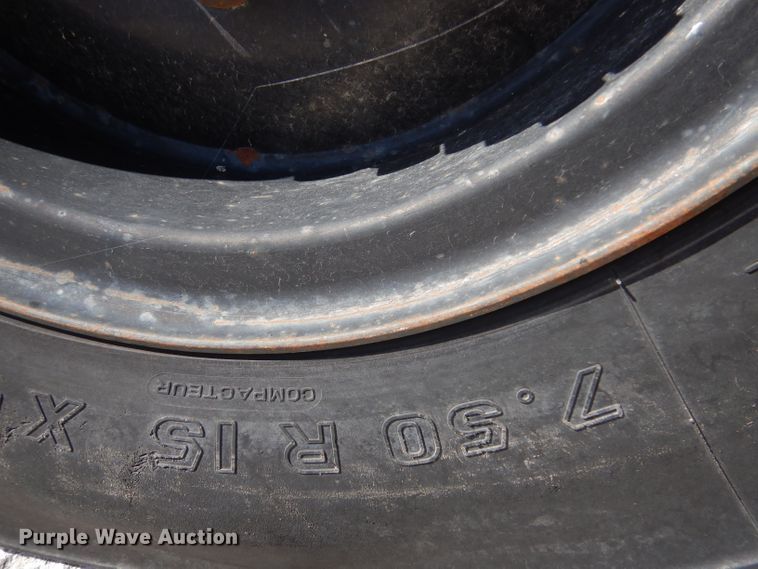 7.50 R 15 X
COMPACTEUR
Purple Wave Auction